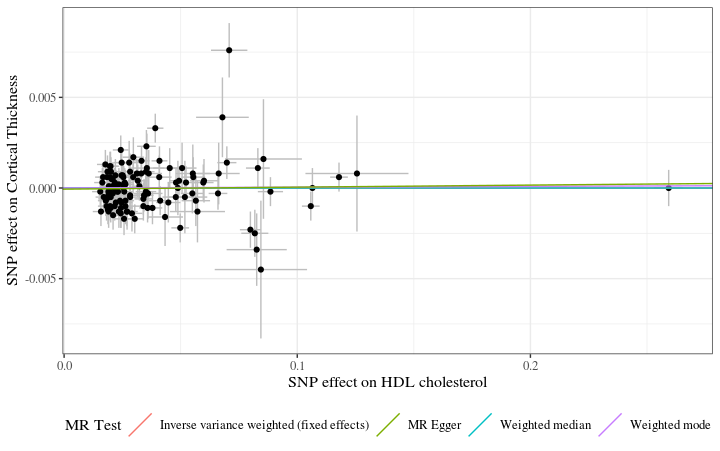 SNP effect on Cortical Thickness
0.005
0.000
-0.005
0.0 0.1 0.2
SNP effect on HDL cholesterol
MR Test Inverse variance weighted (fixed effects) MR Egger Weighted median Weighted mode